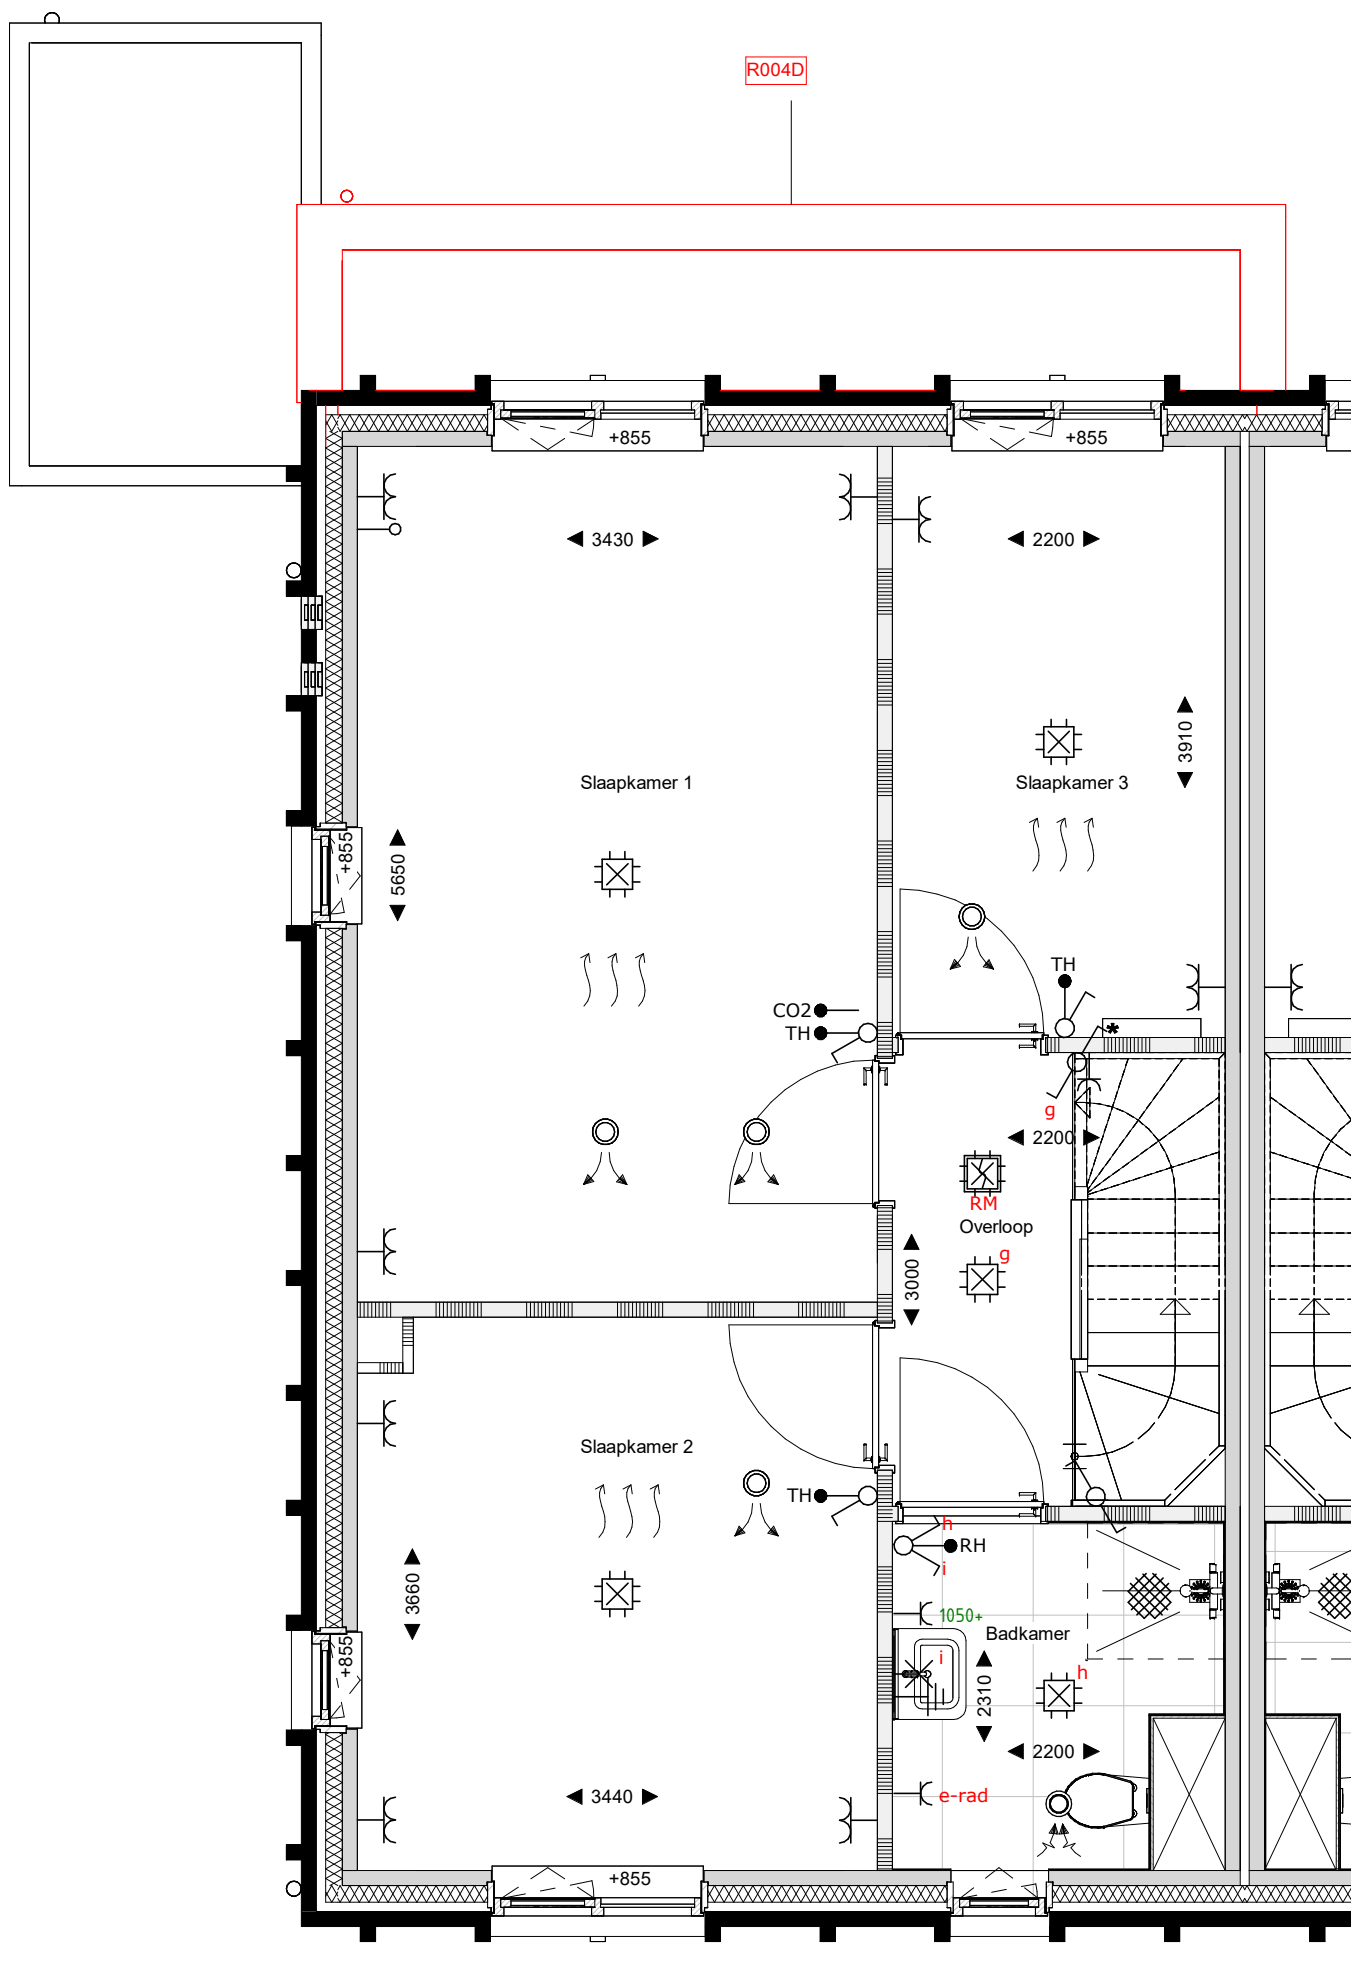 R004D
+855
+855
3430
2200
3910
Slaapkamer 1
Slaapkamer 3
+855
5650
TH
CO2
TH
*
g
2200
RM
Overloop
g
3000
Slaapkamer 2
TH
h
RH
i
3660
1050+
Badkamer
+855
i
h
2310
2200
3440
e-rad
+855